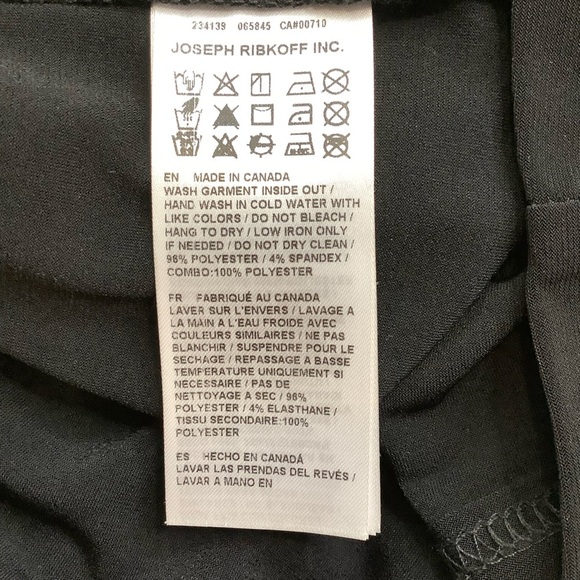 234139 065845 CA#00710
JOSEPH RIBKOFF INC.
EN MADE IN CANADA
WASH GARMENT INSIDE OUT /
HAND WASH IN COLD WATER WITH
LIKE COLORS / DO NOT BLEACH /
HANG TO DRY / LOW IRON ONLY
IF NEEDED / DO NOT DRY CLEAN /
96% POLYESTER / 4% SPANDEX /
COMBO:100% POLYESTER
FR FABRIQUÉ AU CANADA
LAVER SUR L'ENVERS / LAVAGE A
LA MAIN A L'EAU FROIDE AVEC
COULEURS SIMILAIRES / NE PAS
BLANCHIR / SUSPENDRE POUR LE
SECHAGE / REPASSAGE A BASSE
TEMPERATURE UNIQUEMENT SI
NECESSAIRE / PAS DE
NETTOYAGE A SEC / 96%
POLYESTER / 4% ELASTHANE /
TISSU SECONDAIRE:100%
POLYESTER
ES HECHO EN CANADÁ
LAVAR LAS PRENDAS DEL REVÉS /
LAVAR A MANO EN